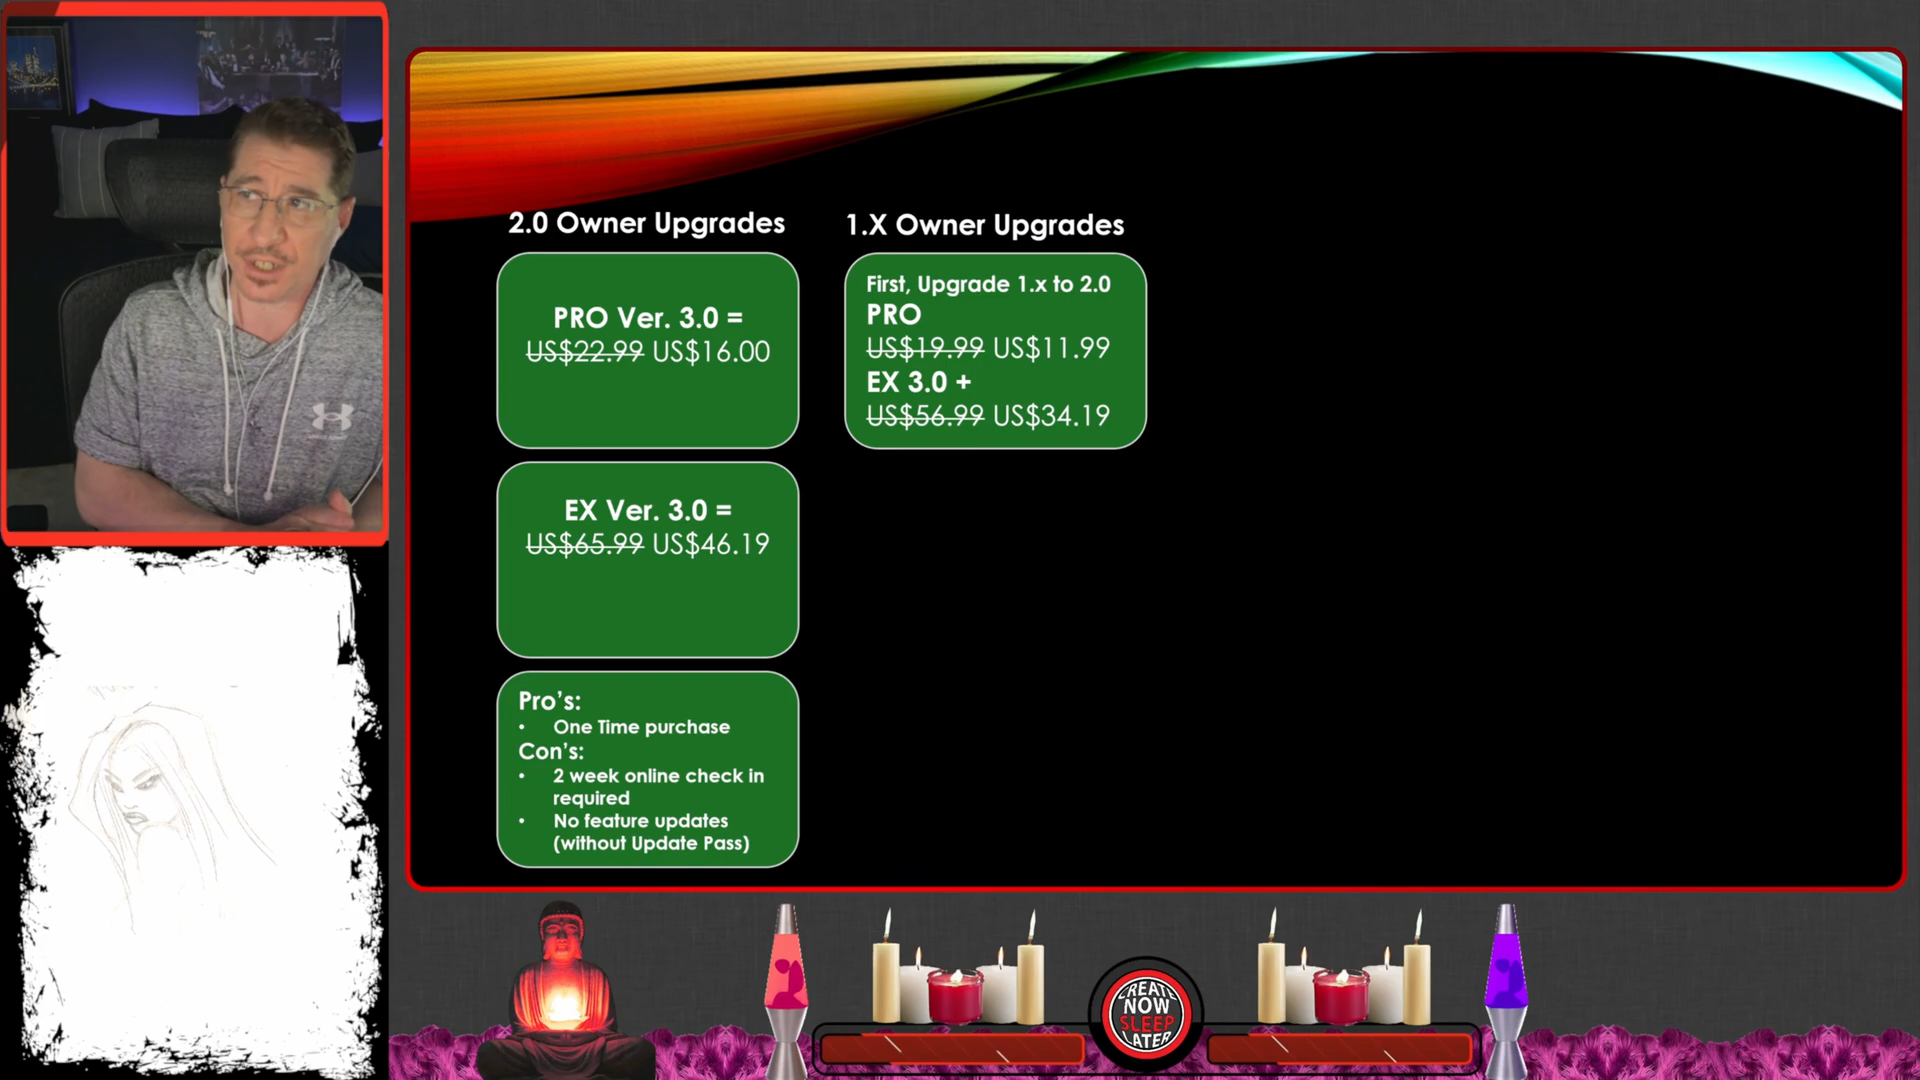 2.0 Owner Upgrades
PRO Ver. 3.0 =
US$22.99 US$16.00
EX Ver. 3.0 =
US$65.99 US$46.19
Pro's:
• One Time purchase
Con's:
• 2 week online check in
required
• No feature updates
(without Update Pass)
1.X Owner Upgrades
First, Upgrade 1.x to 2.0
PRO
US$19.99 US$11.99
EX 3.0 +
US$56.99 US$34.19
CREATE
NOW
SLEEP
LATER